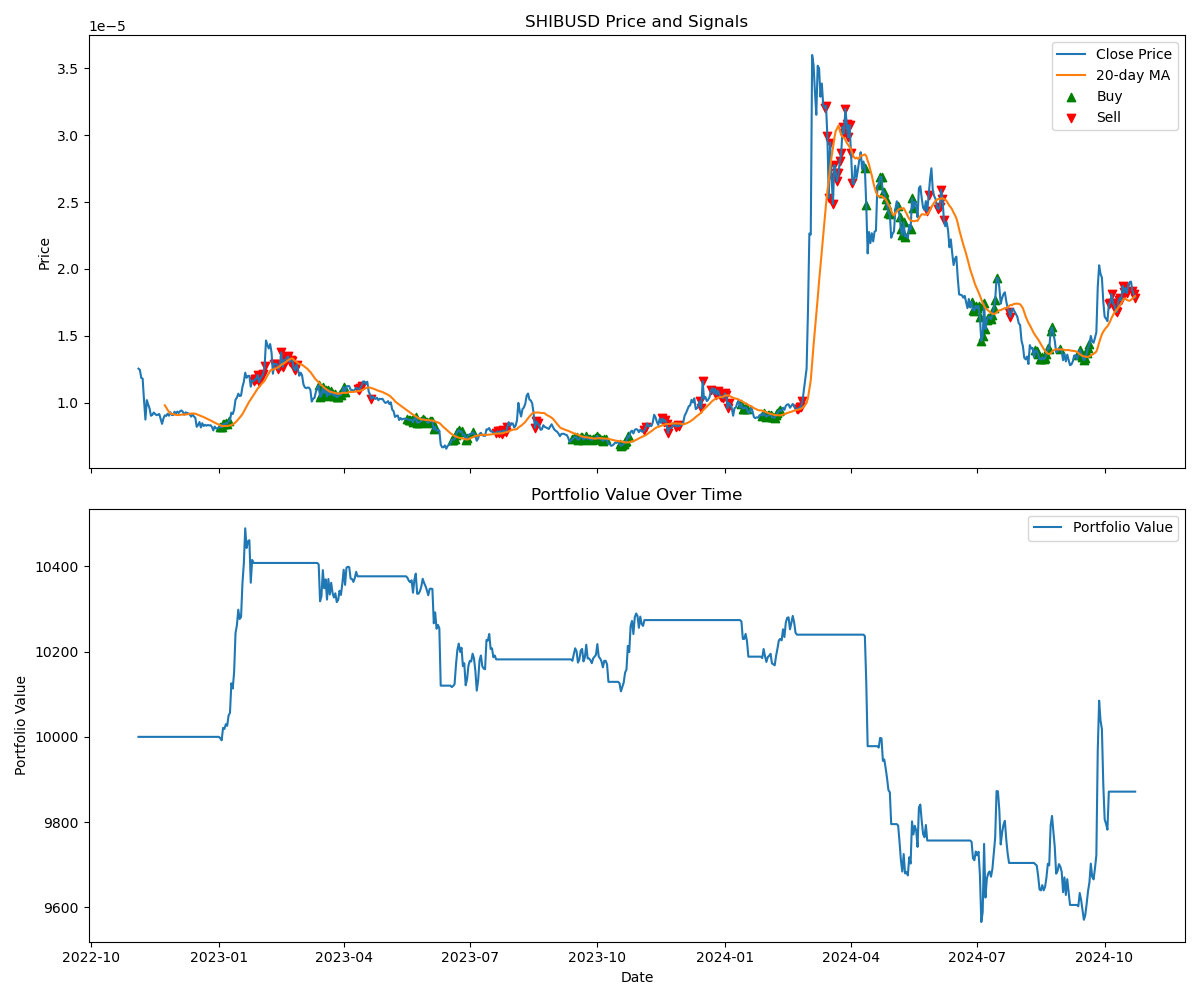 SHIBUSD Price and Signals
1e−5
Close Price
20-day MA
Buy
Sell
3.5
3.0
2.5
2.0
1.5
1.0
Price
Portfolio Value Over Time
Portfolio Value
10400
10200
10000
9800
9600
Portfolio Value
2022-10
2023-01
2023-04
2023-07
2023-10
2024-01
2024-04
2024-07
2024-10
Date